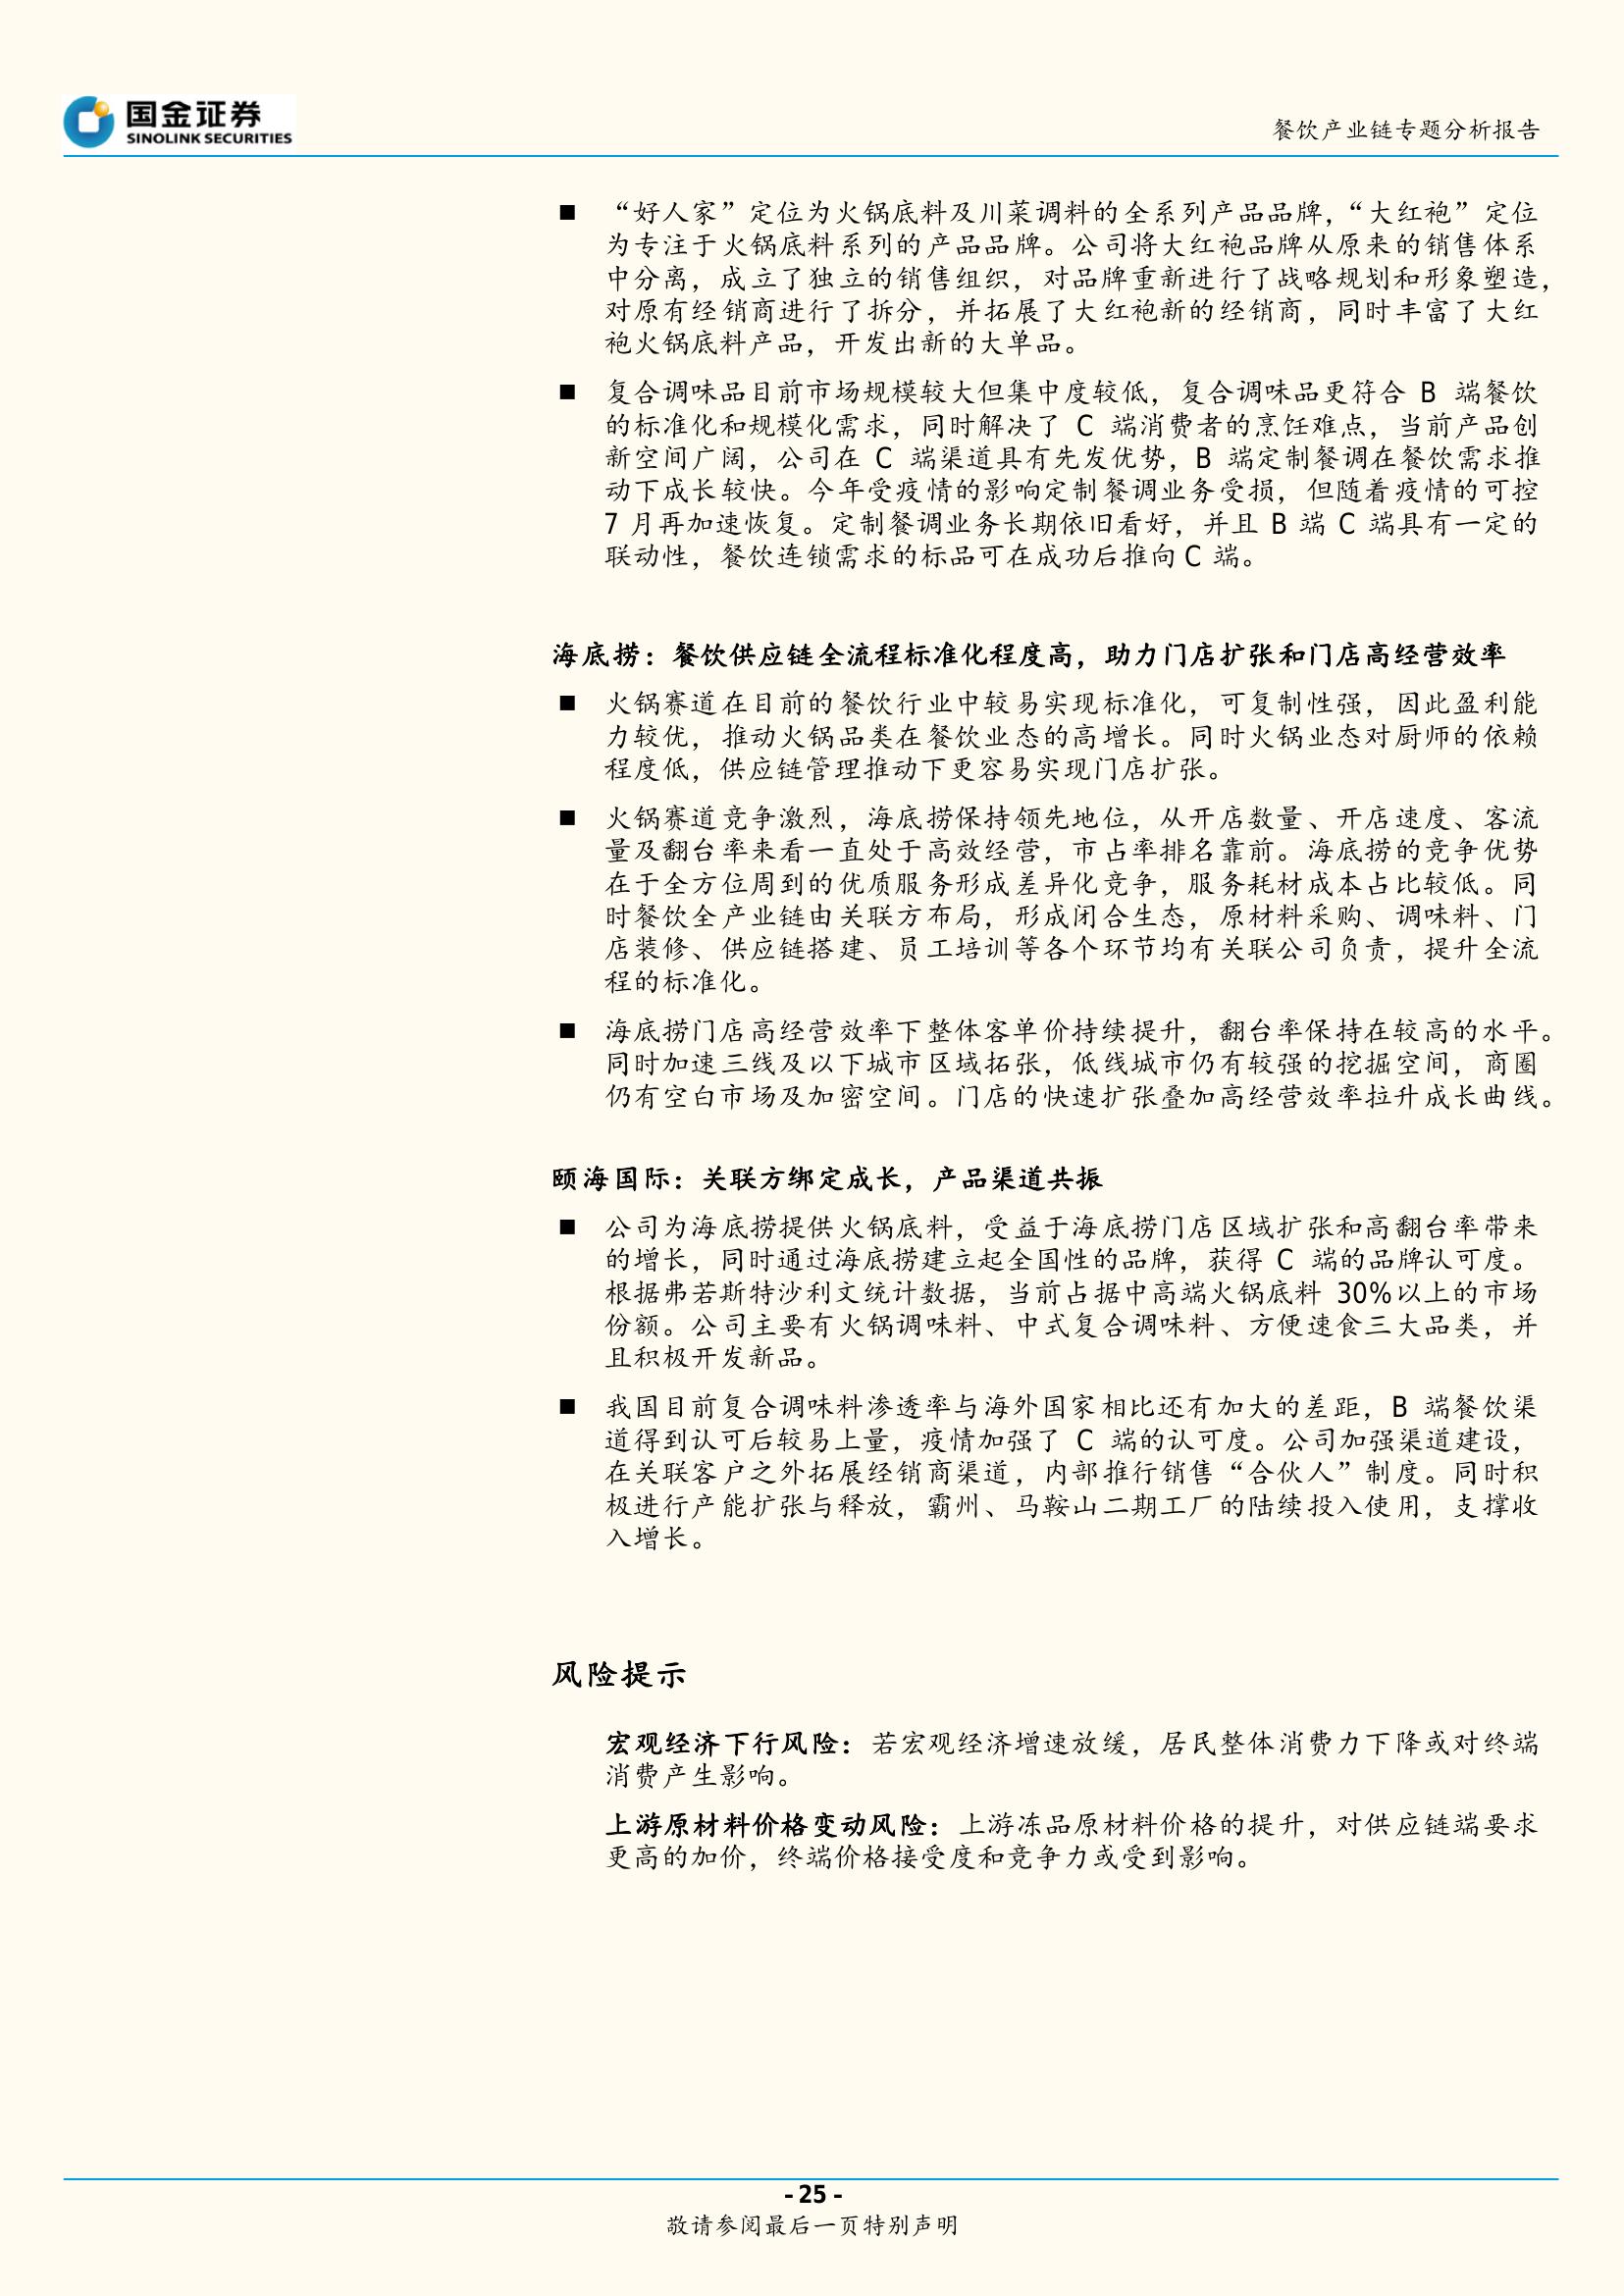 国金证券
SINOLINK SECURITIES
餐饮产业链专题分析报告
■ “好人家”定位为火锅底料及川菜调料的全系列产品品牌，“大红袍”定位
为专注于火锅底料系列的产品品牌。公司将大红袍品牌从原来的销售体系
中分离，成立了独立的销售组织，对品牌重新进行了战略规划和形象塑造，
对原有经销商进行了拆分，并拓展了大红袍新的经销商，同时丰富了大红
袍火锅底料产品，开发出新的大单品。
■ 复合调味品目前市场规模较大但集中度较低，复合调味品更符合 B 端餐饮
的标准化和规模化需求，同时解决了 C 端消费者的烹饪难点，当前产品创
新空间广阔，公司在 C 端渠道具有先发优势，B 端定制餐调在餐饮需求推
动下成长较快。今年受疫情的影响定制餐调业务受损，但随着疫情的可控
7 月再加速恢复。定制餐调业务长期依旧看好，并且 B 端 C 端具有一定的
联动性，餐饮连锁需求的标品可在成功后推向 C 端。
海底捞：餐饮供应链全流程标准化程度高，助力门店扩张和门店高经营效率
■ 火锅赛道在目前的餐饮行业中较易实现标准化，可复制性强，因此盈利能
力较优，推动火锅品类在餐饮业态的高增长。同时火锅业态对厨师的依赖
程度低，供应链管理推动下更容易实现门店扩张。
■ 火锅赛道竞争激烈，海底捞保持领先地位，从开店数量、开店速度、客流
量及翻台率来看一直处于高效经营，市占率排名靠前。海底捞的竞争优势
在于全方位周到的优质服务形成差异化竞争，服务耗材成本占比较低。同
时餐饮全产业链由关联方布局，形成闭合生态，原材料采购、调味料、门
店装修、供应链搭建、员工培训等各个环节均有关联公司负责，提升全流
程的标准化。
■ 海底捞门店高经营效率下整体客单价持续提升，翻台率保持在较高的水平。
同时加速三线及以下城市区域拓张，低线城市仍有较强的挖掘空间，商圈
仍有空白市场及加密空间。门店的快速扩张叠加高经营效率拉升成长曲线。
颐海国际：关联方绑定成长，产品渠道共振
■ 公司为海底捞提供火锅底料，受益于海底捞门店区域扩张和高翻台率带来
的增长，同时通过海底捞建立起全国性的品牌，获得 C 端的品牌认可度。
根据弗若斯特沙利文统计数据，当前占据中高端火锅底料 30%以上的市场
份额。公司主要有火锅调味料、中式复合调味料、方便速食三大品类，并
且积极开发新品。
■ 我国目前复合调味料渗透率与海外国家相比还有加大的差距，B 端餐饮渠
道得到认可后较易上量，疫情加强了 C 端的认可度。公司加强渠道建设，
在关联客户之外拓展经销商渠道，内部推行销售“合伙人”制度。同时积
极进行产能扩张与释放，霸州、马鞍山二期工厂的陆续投入使用，支撑收
入增长。
风险提示
宏观经济下行风险：若宏观经济增速放缓，居民整体消费力下降或对终端
消费产生影响。
上游原材料价格变动风险：上游冻品原材料价格的提升，对供应链端要求
更高的加价，终端价格接受度和竞争力或受到影响。
- 25 -
敬请参阅最后一页特别声明